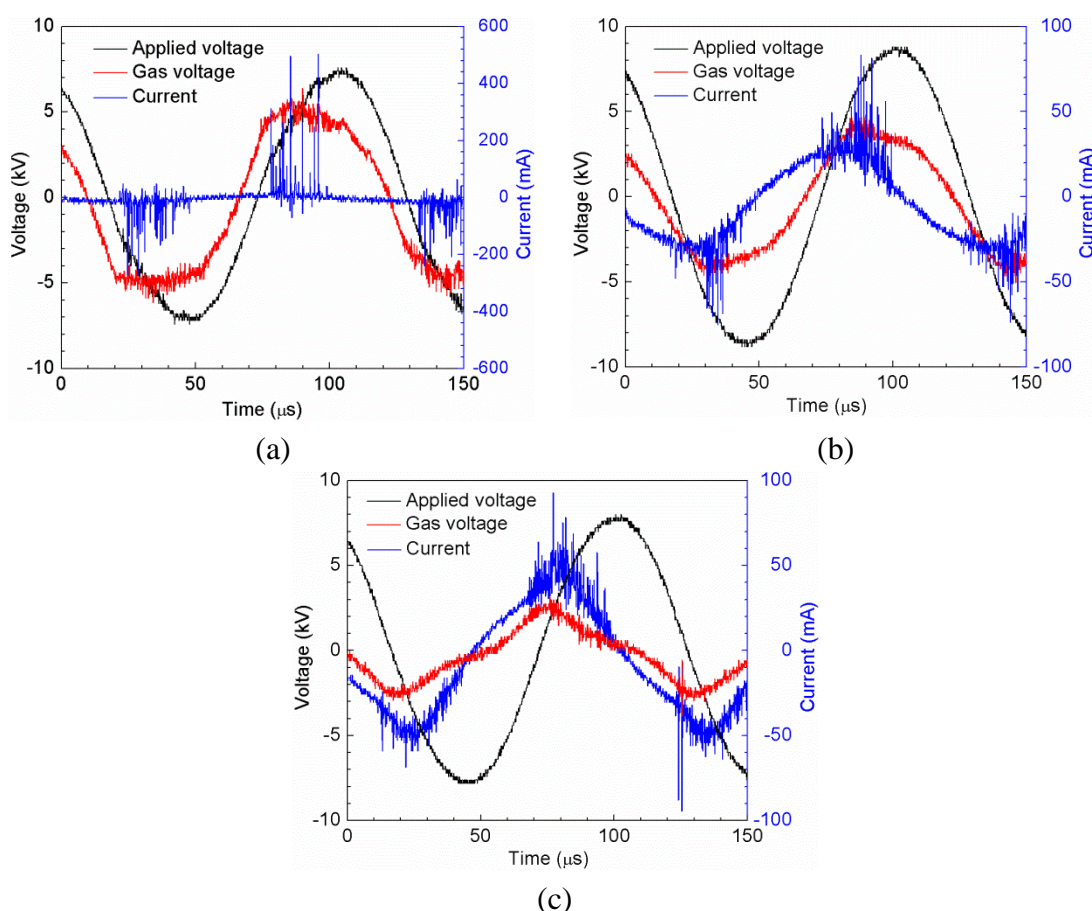 10
5
0
-5
-10
Voltage (kV)
Applied voltage
Gas voltage
Current
600
400
200
0
-200
-400
-600
Current (mA)
0 50 100 150
Time (μs)
(a)
10
5
0
-5
-10
Voltage (kV)
Applied voltage
Gas voltage
Current
100
50
0
-50
-100
Current (mA)
0 50 100 150
Time (μs)
(b)
10
5
0
-5
-10
Voltage (kV)
Applied voltage
Gas voltage
Current
100
50
0
-50
-100
Current (mA)
0 50 100 150
Time (μs)
(c)